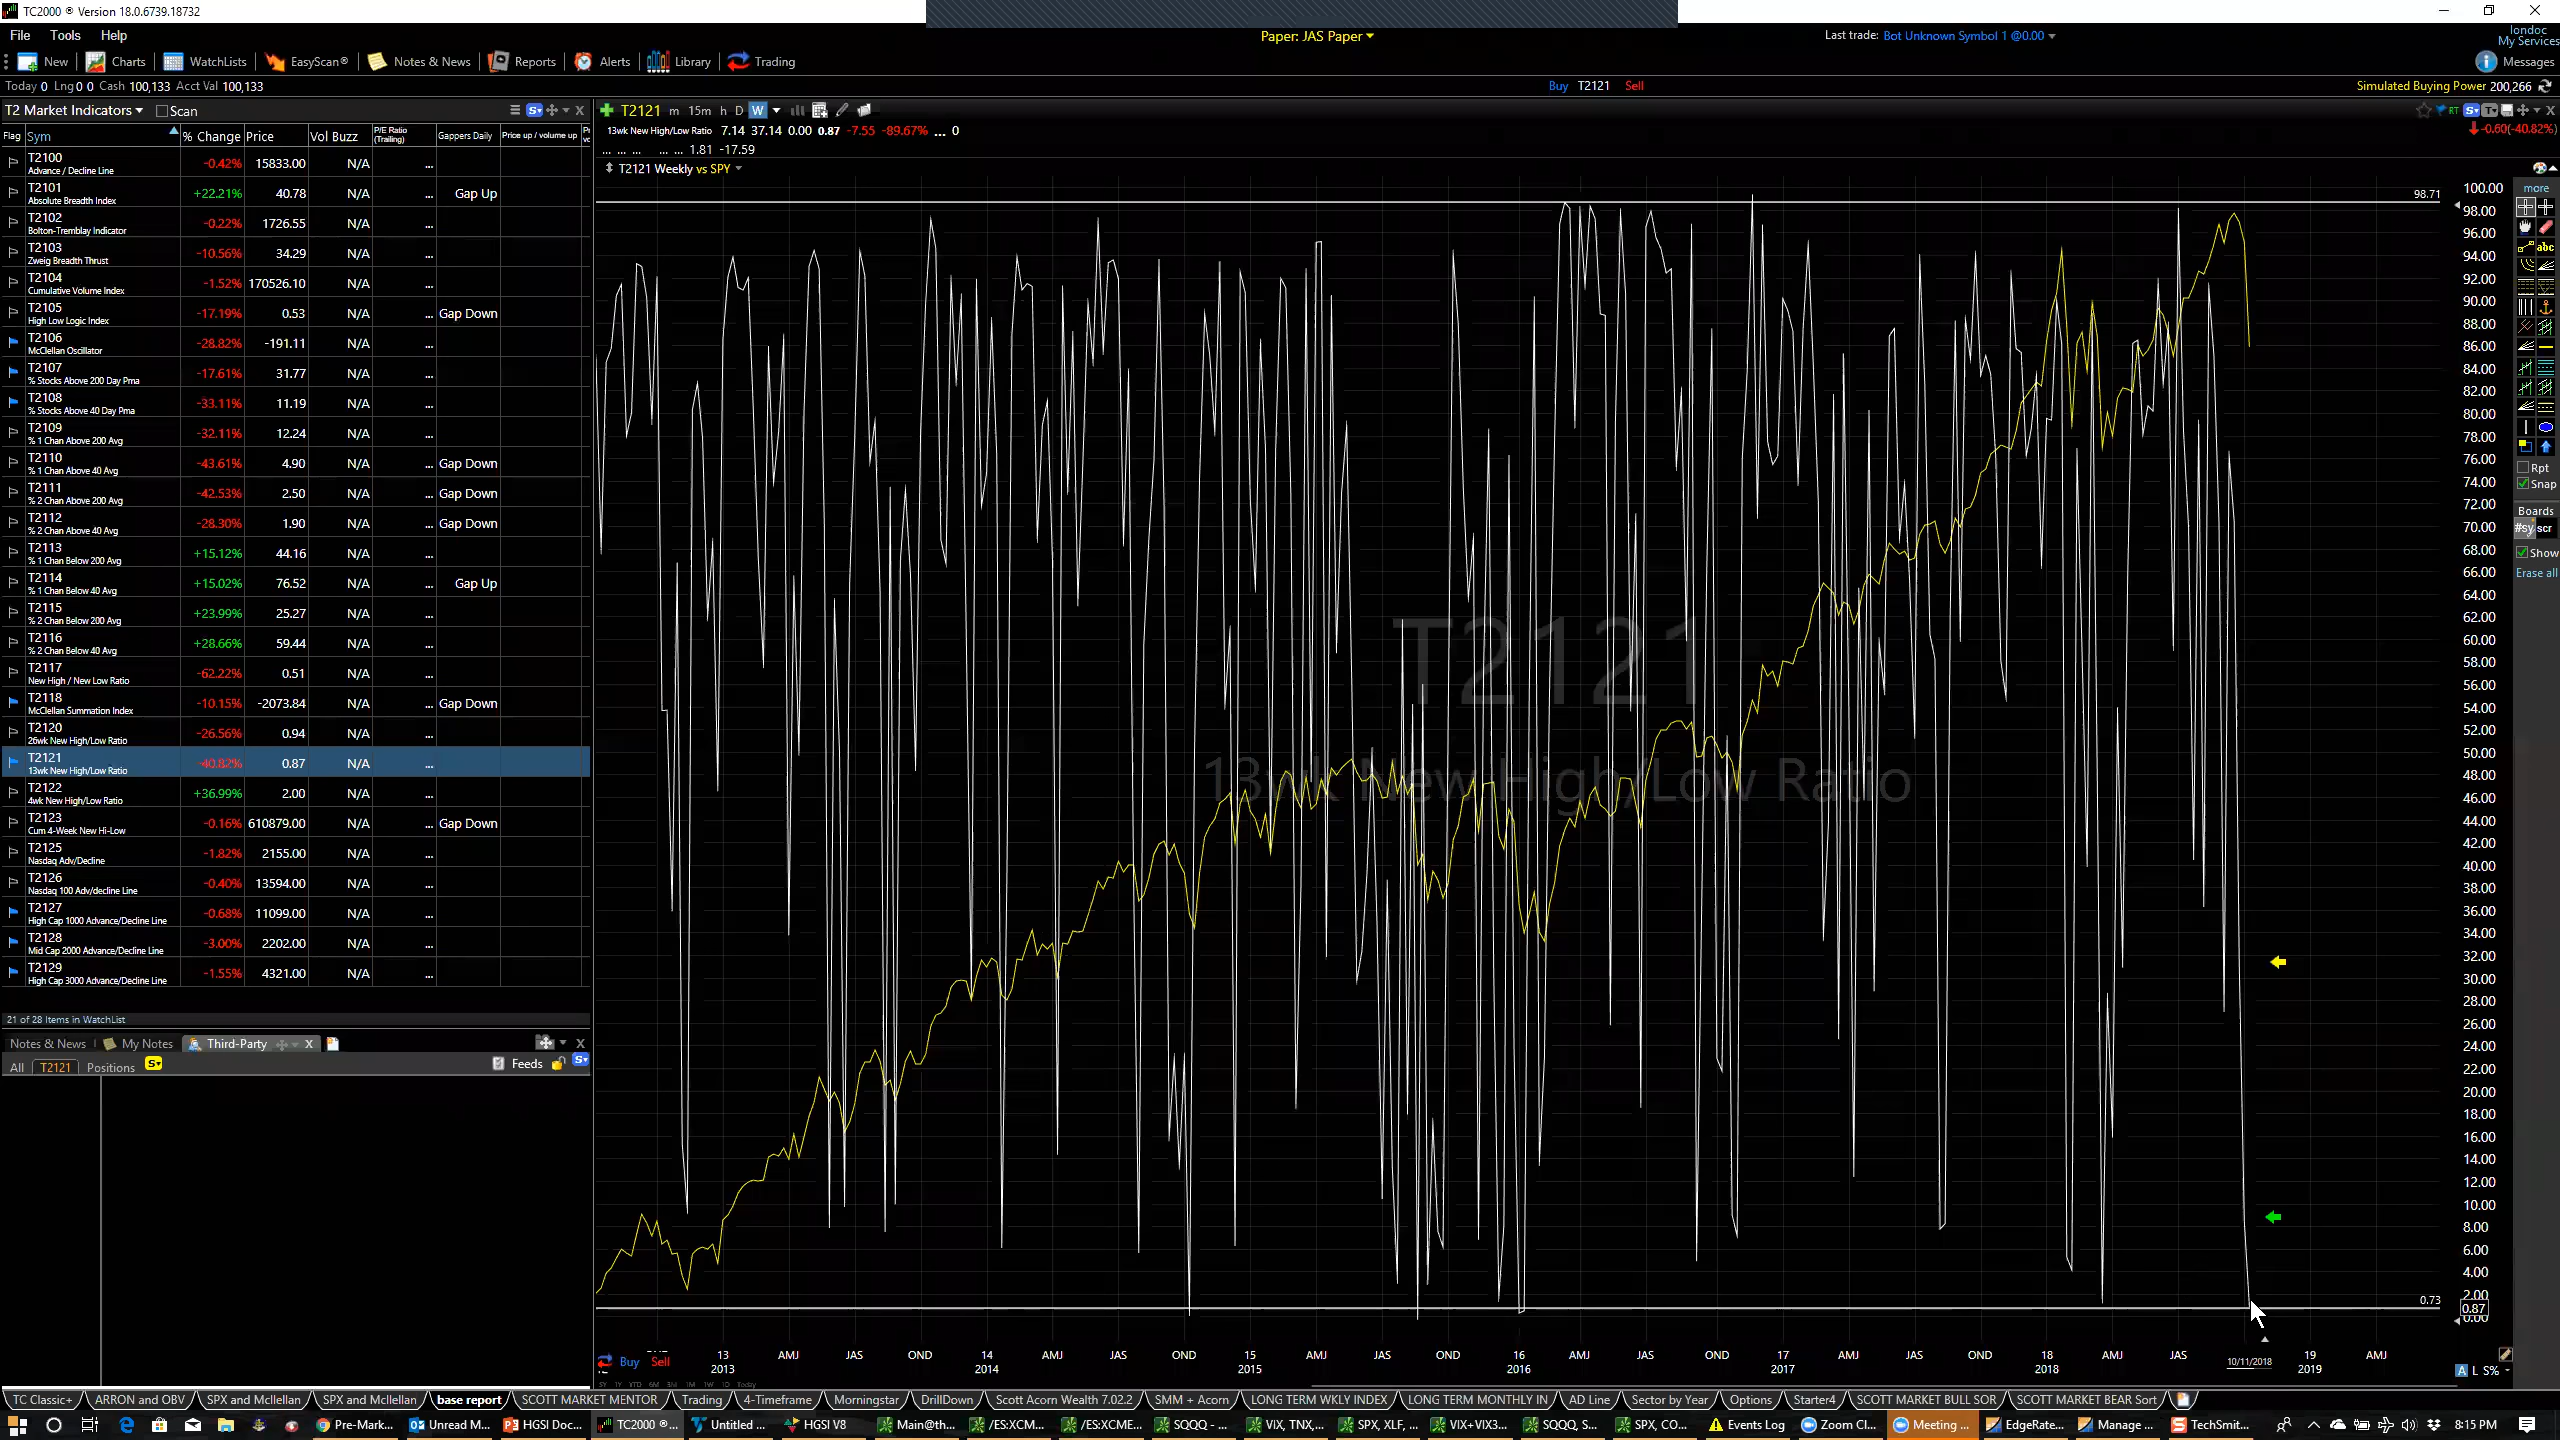 TC2000 ® Version 18.0.6739.18732
File Tools Help
Paper: JAS Paper
Last trade: Bot Unknown Symbol 1 @0.00
londoc
My Services
New Charts WatchLists EasyScan® Notes & News Reports Alerts Library Trading
Messages
Today 0 Lng 0 0 Cash 100,133 Acct Val 100,133
Buy T2121 Sell
Simulated Buying Power 200,266
T2 Market Indicators Scan
Flag Sym % Change Price Vol Buzz P/E Ratio (Trailing) Gappers Daily Price up / volume up
T2100 -0.42% 15833.00 N/A ...
Advance / Decline Line
T2101 +22.21% 40.78 N/A ... Gap Up
Absolute Breadth Index
T2102 -0.22% 1726.55 N/A ...
Bolton-Tremblay Indicator
T2103 -10.56% 34.29 N/A ...
Zweig Breadth Thrust
T2104 -1.52% 170526.10 N/A ...
Cumulative Volume Index
T2105 -17.19% 0.53 N/A ... Gap Down
High Low Logic Index
T2106 -28.82% -191.11 N/A ...
McClellan Oscillator
T2107 -17.61% 31.77 N/A ...
% Stocks Above 200 Day Pma
T2108 -33.11% 11.19 N/A ...
% Stocks Above 40 Day Pma
T2109 -32.11% 12.24 N/A ...
% 1 Chan Above 200 Avg
T2110 -43.61% 4.90 N/A ... Gap Down
% 1 Chan Above 40 Avg
T2111 -42.53% 2.50 N/A ... Gap Down
% 2 Chan Above 200 Avg
T2112 -28.30% 1.90 N/A ... Gap Down
% 2 Chan Above 40 Avg
T2113 +15.12% 44.16 N/A ...
% 1 Chan Below 200 Avg
T2114 +15.02% 76.52 N/A ... Gap Up
% 1 Chan Below 40 Avg
T2115 +23.99% 25.27 N/A ...
% 2 Chan Below 200 Avg
T2116 +28.66% 59.44 N/A ...
% 2 Chan Below 40 Avg
T2117 -62.22% 0.51 N/A ...
New High / New Low Ratio
T2118 -10.15% -2073.84 N/A ... Gap Down
McClellan Summation Index
T2120 -26.56% 0.94 N/A ...
26wk New High/Low Ratio
T2121 -40.82% 0.87 N/A ...
13wk New High/Low Ratio
T2122 +36.99% 2.00 N/A ...
4wk New High/Low Ratio
T2123 -0.16% 610879.00 N/A ... Gap Down
Cum 4-Week New Hi-Low
T2125 -1.82% 2155.00 N/A ...
Nasdaq Adv/Decline
T2126 -0.40% 13594.00 N/A ...
Nasdaq 100 Adv/decline Line
T2127 -0.68% 11099.00 N/A ...
High Cap 1000 Advance/Decline Line
T2128 -3.00% 2202.00 N/A ...
Mid Cap 2000 Advance/Decline Line
T2129 -1.55% 4321.00 N/A ...
High Cap 3000 Advance/Decline Line
21 of 28 Items in WatchList
Notes & News My Notes Third-Party X
All T2121 Positions Feeds
T2121 m 15m h D W
RT
13wk New High/Low Ratio 7.14 37.14 0.00 0.87 -7.55 -89.67% ... 0
-0.60(-40.82%)
... ... ... ... ... 1.81 -17.59
T2121 Weekly vs SPY
T2121
13wk New High/Low Ratio
98.71
0.73
100.00
98.00
96.00
94.00
92.00
90.00
88.00
86.00
84.00
82.00
80.00
78.00
76.00
74.00
72.00
70.00
68.00
66.00
64.00
62.00
60.00
58.00
56.00
54.00
52.00
50.00
48.00
46.00
44.00
42.00
40.00
38.00
36.00
34.00
32.00
30.00
28.00
26.00
24.00
22.00
20.00
18.00
16.00
14.00
12.00
10.00
8.00
6.00
4.00
2.00
0.87
0.00
more
abc
Rpt
Snap
Boards
#sy scr
Show
Erase all
13 AMJ JAS OND 14 AMJ JAS OND AMJ JAS OND 16 AMJ JAS OND AMJ JAS OND AMJ JAS 19 AMJ
2013 2014 2015 2016 2017 2018 10/11/2018 2019
Buy Sell
A L S%
TC Classic+ ARRON and OBV SPX and Mcllellan SPX and Mclellan base report SCOTT MARKET MENTOR Trading 4-Timeframe Morningstar DrillDown Scott Acorn Wealth 7.02.2 SMM + Acorn LONG TERM WKLY INDEX LONG TERM MONTHLY IN AD Line Sector by Year Options Starter4 SCOTT MARKET BULL SOR SCOTT MARKET BEAR Sort
Pre-Mark... Unread M... HGSI Doc... TC2000 ®... Untitled ... HGSI V8 Main@th... /ES:XCM... /ES:XCME... SQQQ - ... VIX, TNX,... SPX, XLF, ... VIX+VIX3... SQQQ, S... SPX, CO... Events Log Zoom Cl... Meeting ... EdgeRate... Manage ... TechSmit... 8:15 PM